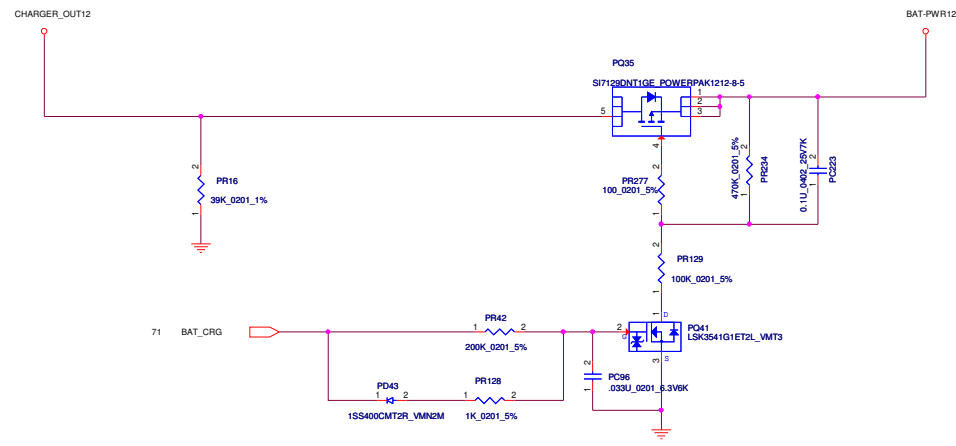 CHARGER_OUT12
BAT-PWR12
PQ35
SI7129DNT1GE_POWERPAK1212-8-5
1
2
3
5
4
2
PR16
39K_0201_1%
1
2
PR277
100_0201_5%
1
2
470K_0201_5%
PR234
1
2
0.1U_0402_25V7K
PC223
1
2
PR129
100K_0201_5%
1
71 BAT_CRG
1 PR42 2
200K_0201_5%
1 D
2 G
PQ41
LSK3541G1ET2L_VMT3
3 S
2
PC96
.033U_0201_6.3V6K
1
PD43
1 2
1SS400CMT2R_VMN2M
PR128
1 2
1K_0201_5%